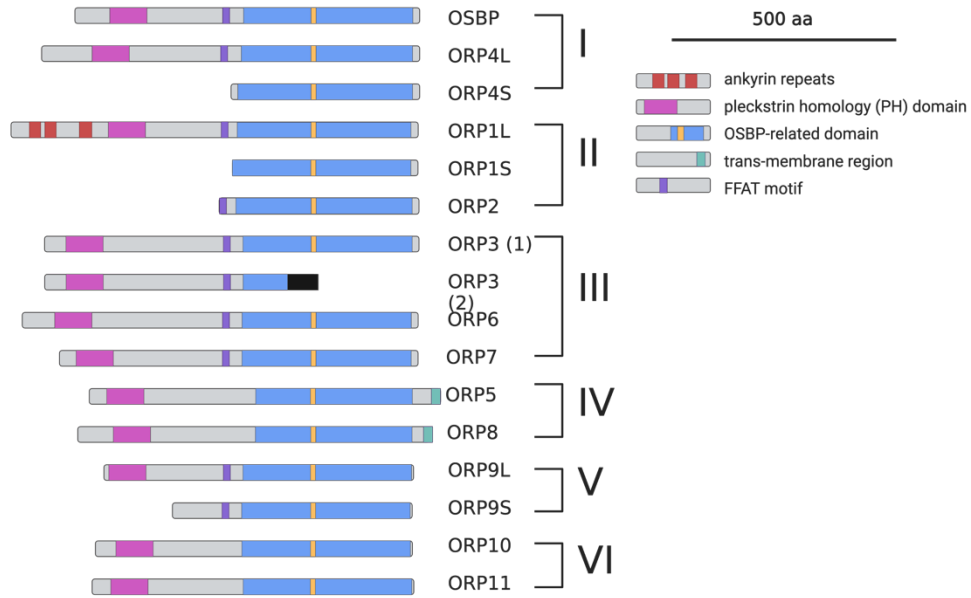 OSBP
ORP4L
ORP4S
I
ORP1L
ORP1S
ORP2
II
ORP3 (1)
ORP3
(2)
ORP6
ORP7
III
ORP5
ORP8
IV
ORP9L
ORP9S
V
ORP10
ORP11
VI
500 aa
ankyrin repeats
pleckstrin homology (PH) domain
OSBP-related domain
trans-membrane region
FFAT motif